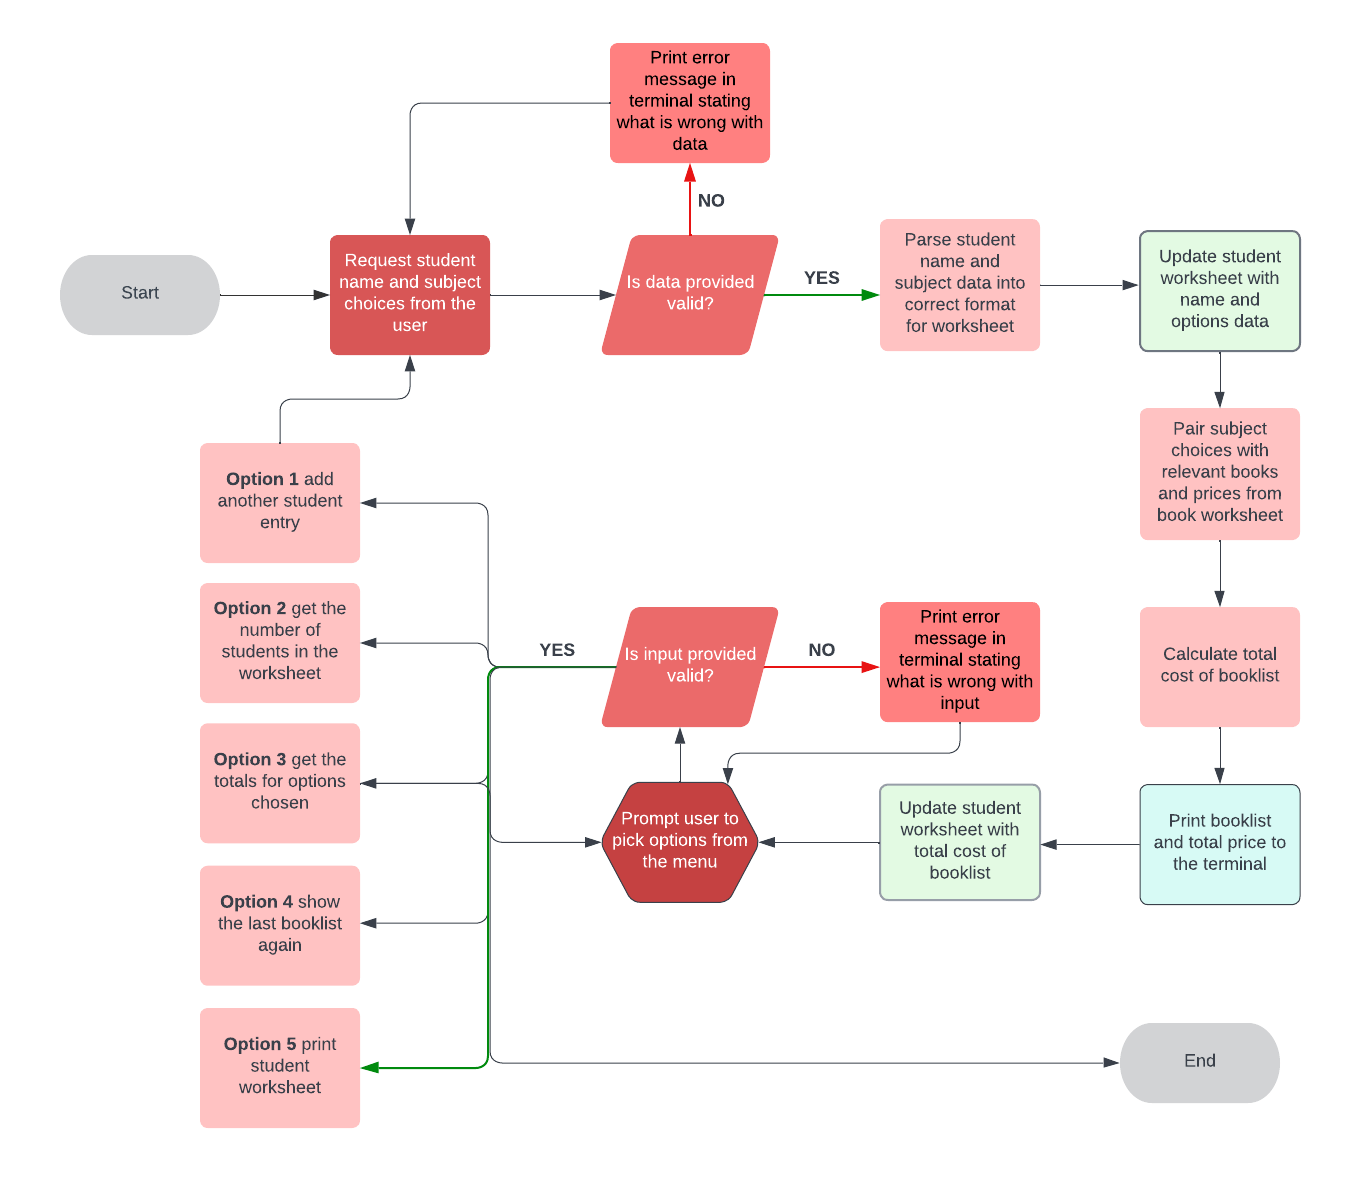 Print error
message in
terminal stating
what is wrong with
data
NO
Start
Request student
name and subject
choices from the
user
Is data provided
valid?
YES
Parse student
name and
subject data into
correct format
for worksheet
Update student
worksheet with
name and
options data
Pair subject
choices with
relevant books
and prices from
book worksheet
Option 1 add
another student
entry
Option 2 get the
number of
students in the
worksheet
YES
Is input provided
valid?
NO
Print error
message in
terminal stating
what is wrong with
input
Calculate total
cost of booklist
Option 3 get the
totals for options
chosen
Prompt user to
pick options from
the menu
Update student
worksheet with
total cost of
booklist
Print booklist
and total price to
the terminal
Option 4 show
the last booklist
again
Option 5 print
student
worksheet
End